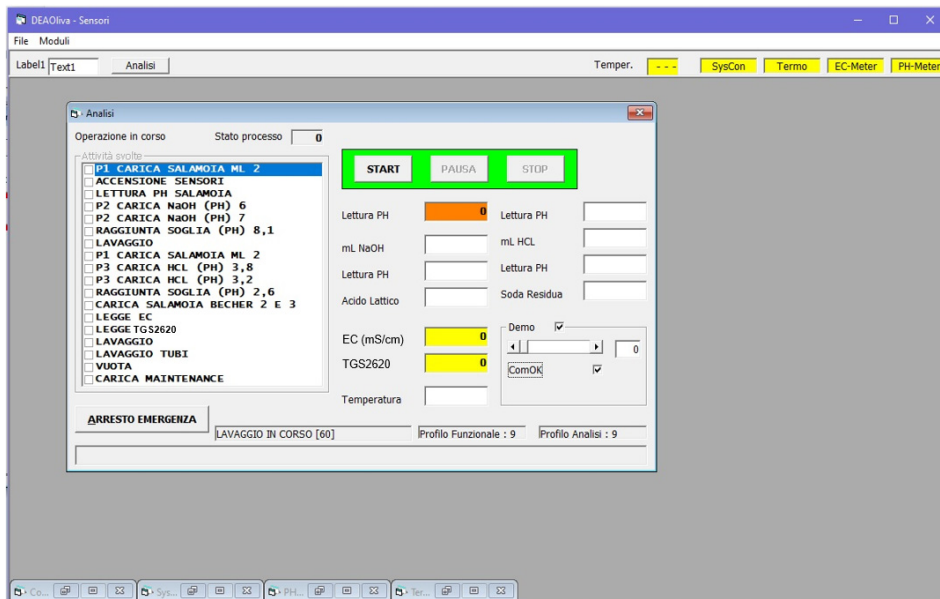 DEAOliva - Sensori
File Moduli
Label1 Text1 Analisi Temper. - - - SysCon Termo EC-Meter PH-Meter
Analisi
Operazione in corso Stato processo 0
Attività svolte
P1 CARICA SALAMOIA ML 2
ACCENSIONE SENSORI
LETTURA PH SALAMOIA
P2 CARICA NaOH (PH) 6
P2 CARICA NaOH (PH) 7
RAGGIUNTA SOGLIA (PH) 8,1
LAVAGGIO
P1 CARICA SALAMOIA ML 2
P3 CARICA HCL (PH) 3,8
P3 CARICA HCL (PH) 3,2
RAGGIUNTA SOGLIA (PH) 2,6
CARICA SALAMOIA BECHER 2 E 3
LEGGE EC
LEGGE TGS2620
LAVAGGIO
LAVAGGIO TUBI
VUOTA
CARICA MAINTENANCE
START PAUSA STOP
Lettura PH 0 Lettura PH
mL NaOH mL HCL
Lettura PH Lettura PH
Acido Lattico Soda Residua
EC (mS/cm) 0
TGS2620 0
Temperatura
Demo
0
ComOK
ARRESTO EMERGENZA
LAVAGGIO IN CORSO [60] Profilo Funzionale : 9 Profilo Analisi : 9
Co... Sys... PH... Ter...